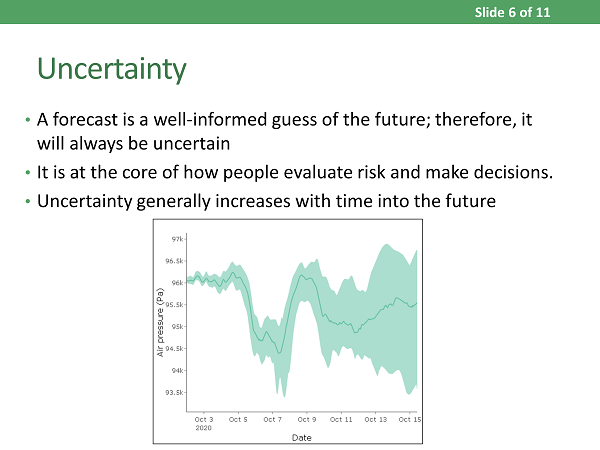 Slide 6 of 11
Uncertainty
• A forecast is a well-informed guess of the future; therefore, it
will always be uncertain
• It is at the core of how people evaluate risk and make decisions.
• Uncertainty generally increases with time into the future
97k
96.5k
96k
95.5k
95k
94.5k
94k
93.5k
Air pressure (Pa)
Oct 3 Oct 5 Oct 7 Oct 9 Oct 11 Oct 13 Oct 15
2020
Date